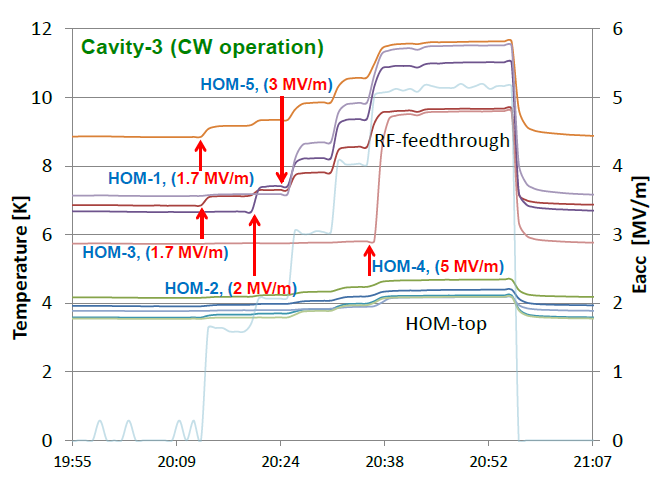 Cavity-3 (CW operation)
HOM-5, (3 MV/m)
RF-feedthrough
HOM-1, (1.7 MV/m)
HOM-3, (1.7 MV/m)
HOM-4, (5 MV/m)
HOM-2, (2 MV/m)
HOM-top
Temperature [K]
12
10
8
6
4
2
0
Eacc [MV/m]
6
5
4
3
2
1
0
19:55 20:09 20:24 20:38 20:52 21:07